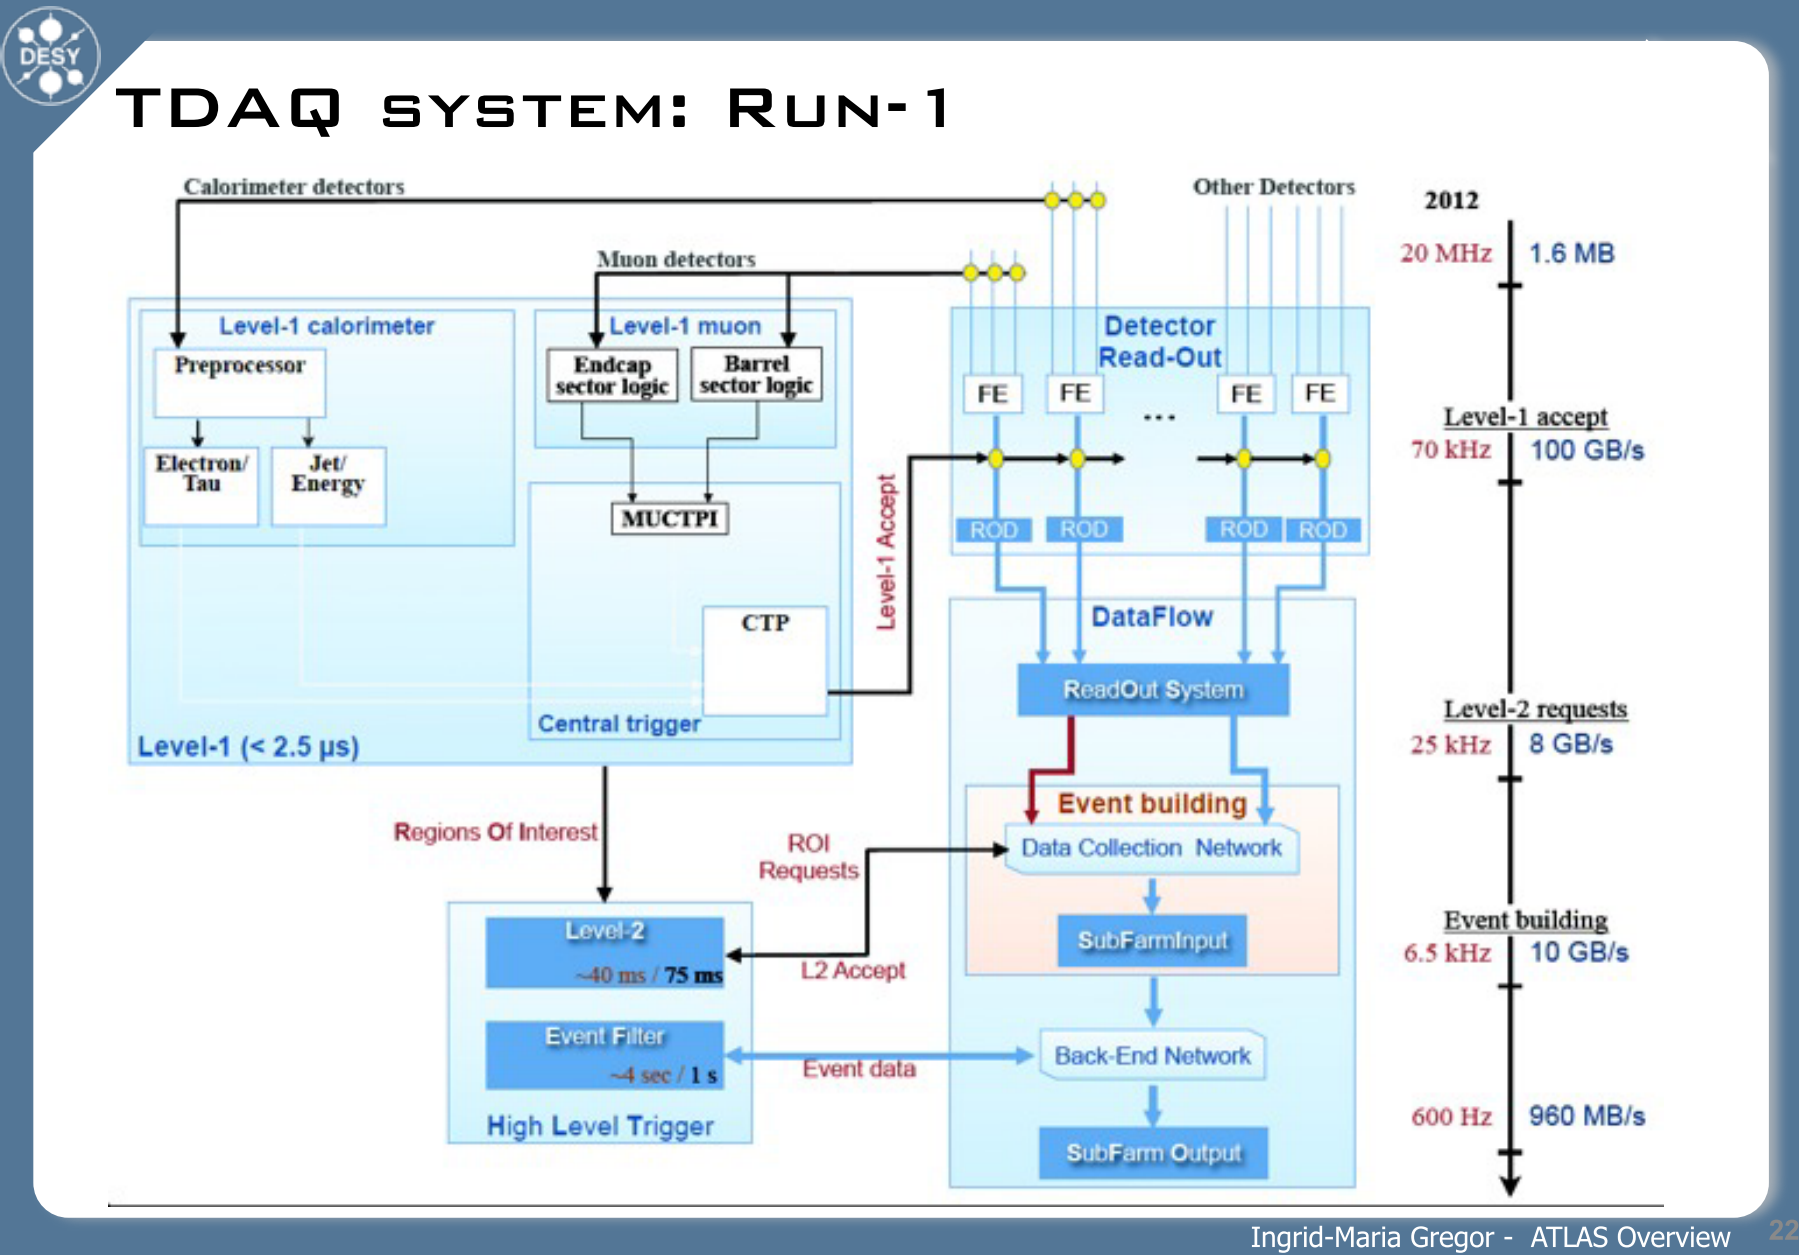 DESY
TDAQ SYSTEM: RUN-1
Calorimeter detectors
Muon detectors
Other Detectors
2012
20 MHz 1.6 MB
Level-1 calorimeter
Preprocessor
Electron/
Tau
Jet/
Energy
Level-1 muon
Endcap
sector logic
Barrel
sector logic
MUCTPI
CTP
Central trigger
Level-1 (< 2.5 μs)
Level-1 Accept
Detector
Read-Out
FE FE ... FE FE
ROD ROD ROD ROD
Level-1 accept
70 kHz 100 GB/s
DataFlow
ReadOut System
Level-2 requests
25 kHz 8 GB/s
Event building
Data Collection Network
SubFarmInput
Regions Of Interest
ROI
Requests
L2 Accept
Level-2
~40 ms / 75 ms
Event Filter
~4 sec / 1 s
High Level Trigger
Event data
Back-End Network
SubFarm Output
Event building
6.5 kHz 10 GB/s
600 Hz 960 MB/s
Ingrid-Maria Gregor - ATLAS Overview 22